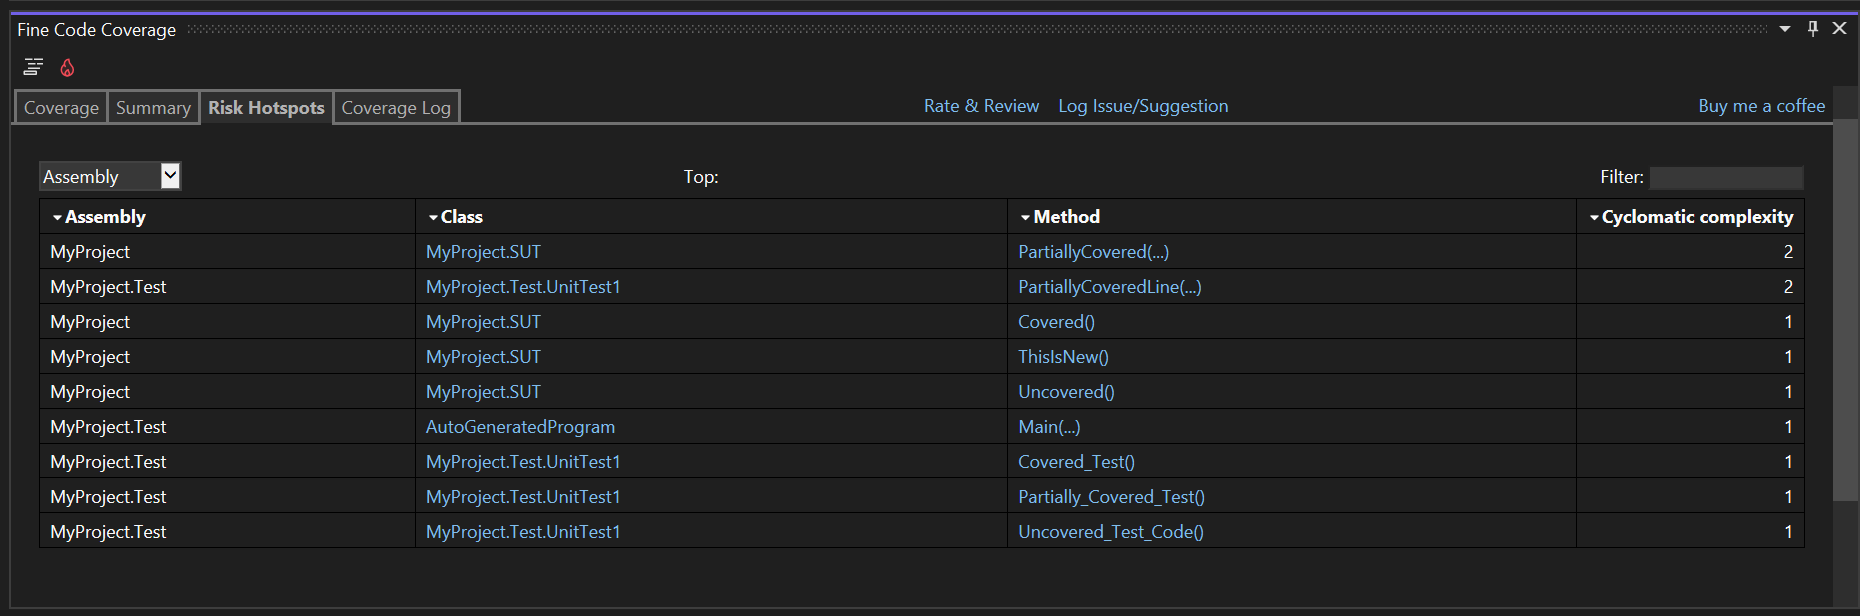 Fine Code Coverage
Coverage Summary Risk Hotspots Coverage Log Rate & Review Log Issue/Suggestion Buy me a coffee
Assembly Top: Filter:
Assembly Class Method Cyclomatic complexity
MyProject MyProject.SUT PartiallyCovered(...) 2
MyProject.Test MyProject.Test.UnitTest1 PartiallyCoveredLine(...) 2
MyProject MyProject.SUT Covered() 1
MyProject MyProject.SUT ThisIsNew() 1
MyProject MyProject.SUT Uncovered() 1
MyProject.Test AutoGeneratedProgram Main(...) 1
MyProject.Test MyProject.Test.UnitTest1 Covered_Test() 1
MyProject.Test MyProject.Test.UnitTest1 Partially_Covered_Test() 1
MyProject.Test MyProject.Test.UnitTest1 Uncovered_Test_Code() 1